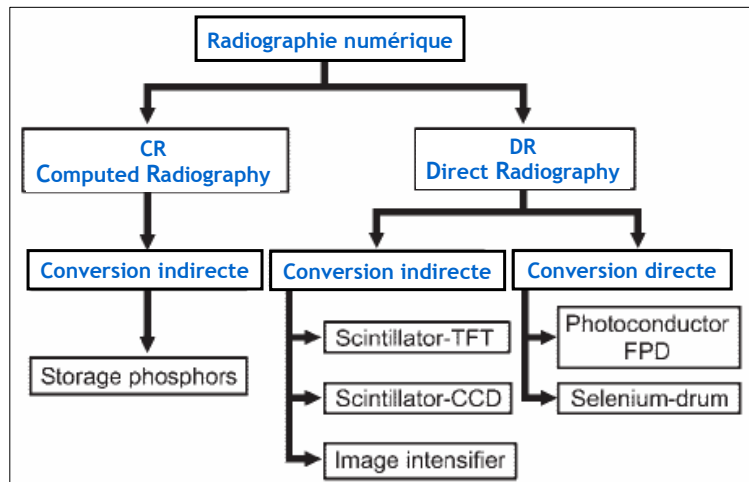 Radiographie numérique
CR
Computed Radiography
DR
Direct Radiography
Conversion indirecte
Conversion indirecte
Conversion directe
Storage phosphors
Scintillator-TFT
Scintillator-CCD
Image intensifier
Photoconductor
FPD
Selenium-drum